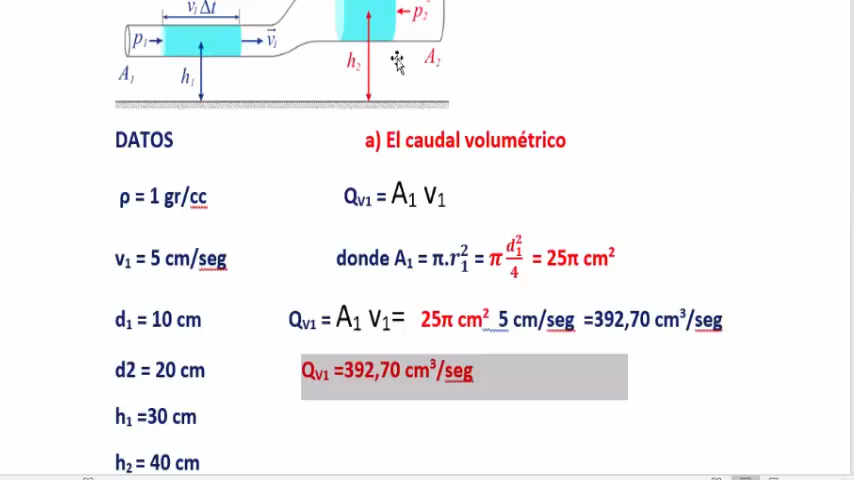 v₁ Δt
p₁
v⃗₁
p₂
A₁
h₁
h₂
A₂
DATOS
a) El caudal volumétrico
ρ = 1 gr/cc
Qᵥ₁ = A₁ v₁
v₁ = 5 cm/seg
donde A₁ = π.r₁² = π d₁²/4 = 25π cm²
d₁ = 10 cm
Qᵥ₁ = A₁ v₁= 25π cm² 5 cm/seg =392,70 cm³/seg
d2 = 20 cm
Qᵥ₁ =392,70 cm³/seg
h₁ =30 cm
h₂ = 40 cm